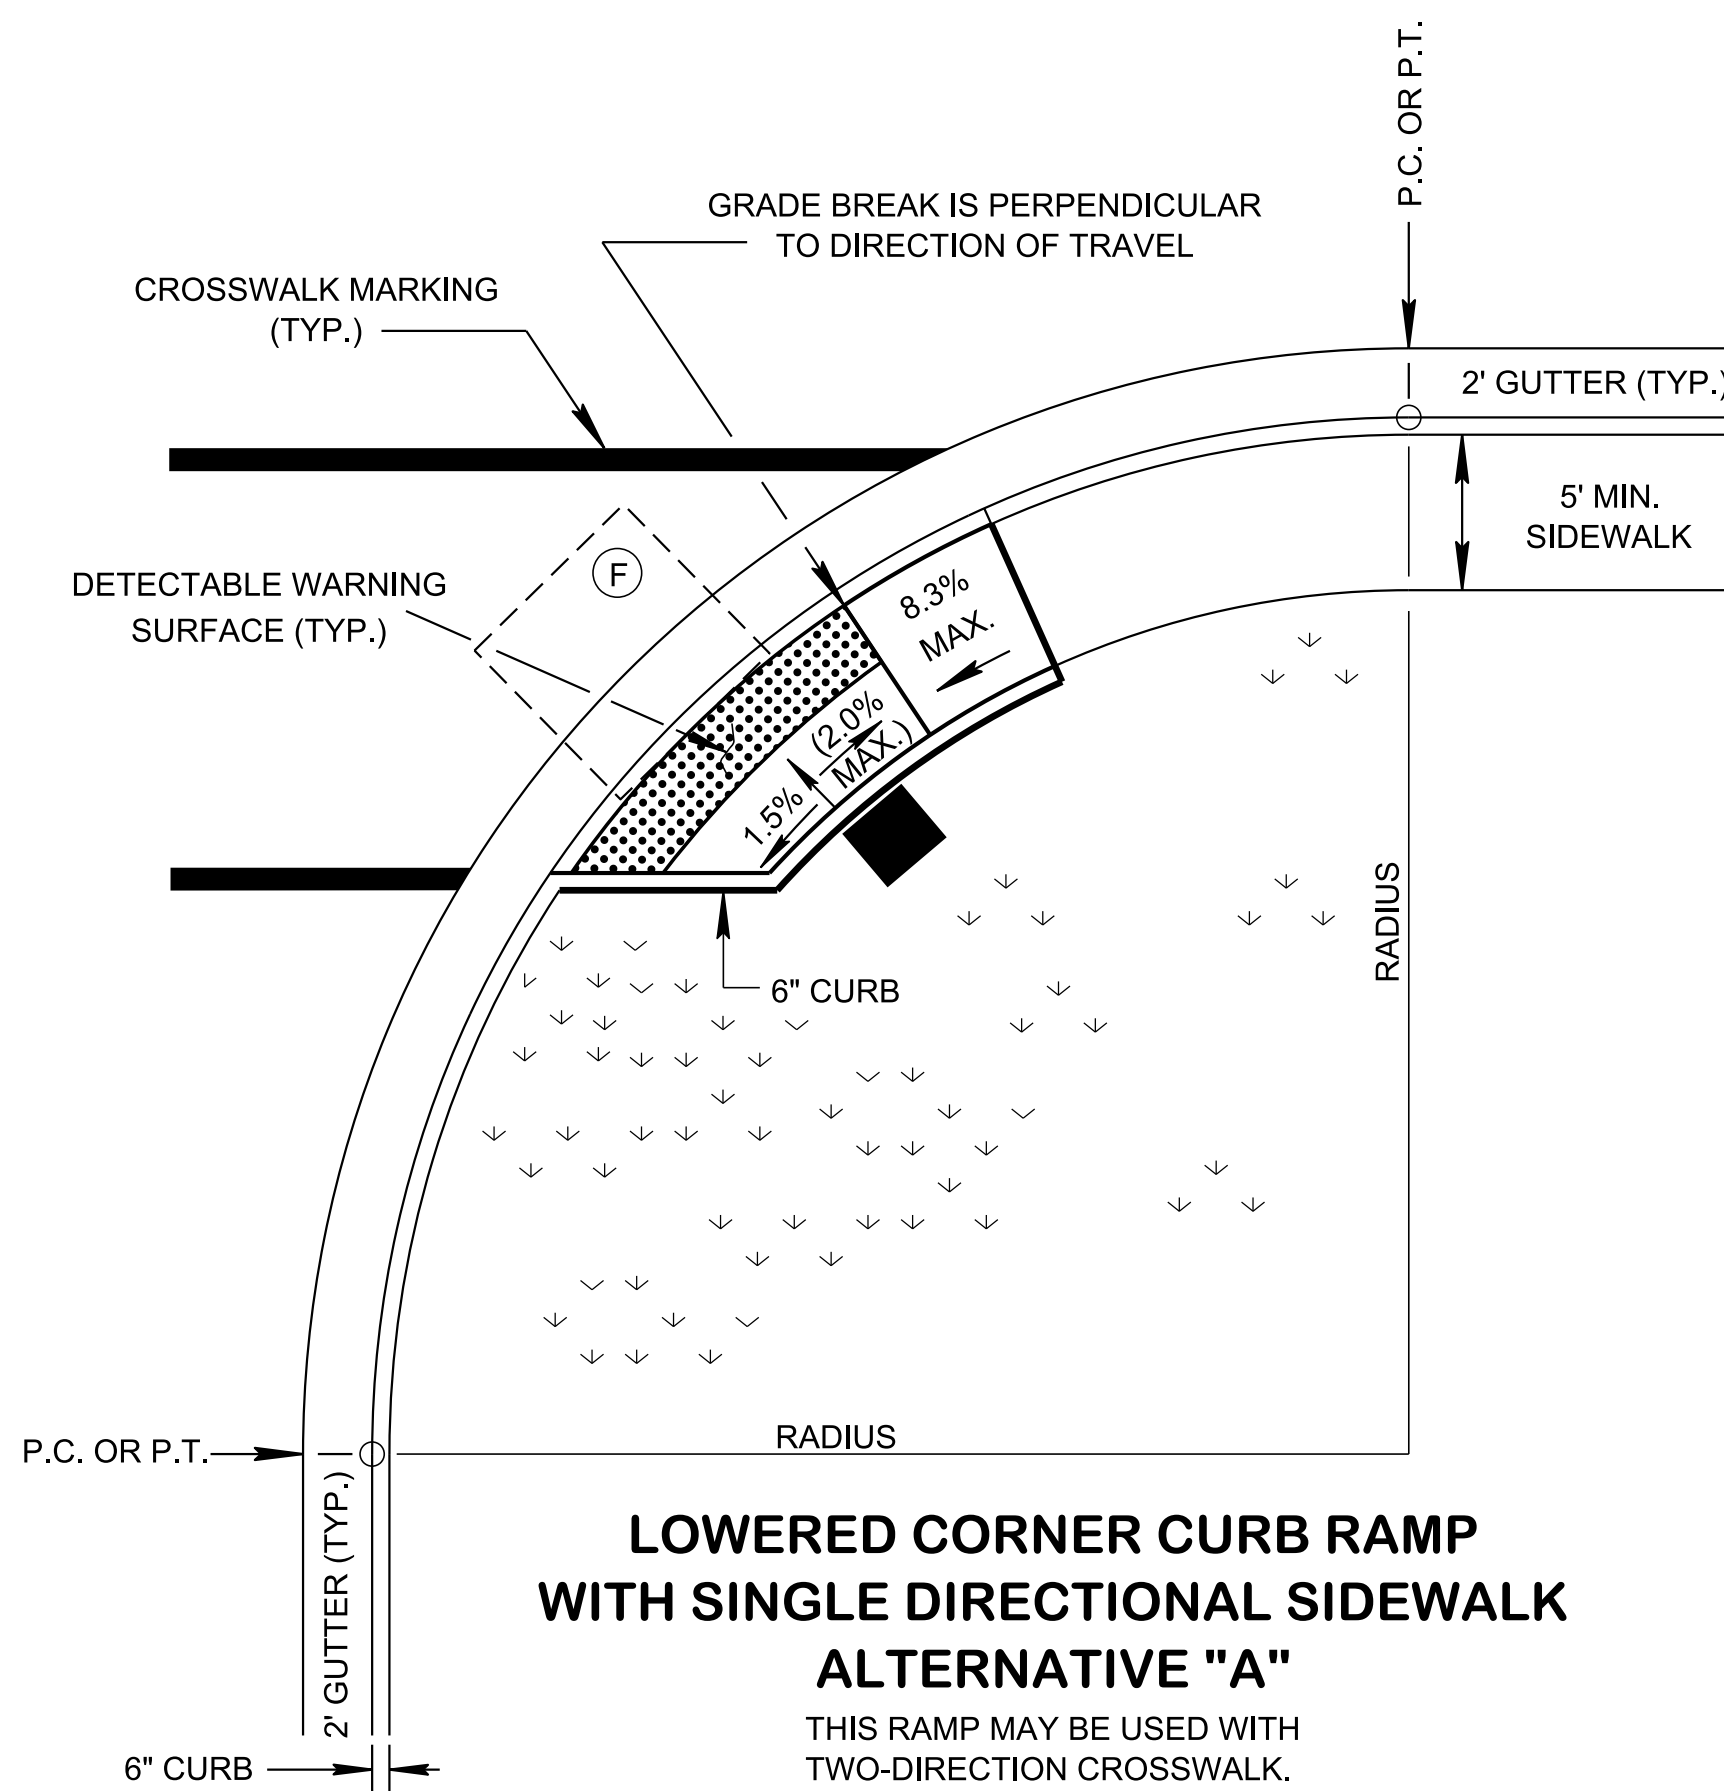 P.C. OR P.T.
GRADE BREAK IS PERPENDICULAR
TO DIRECTION OF TRAVEL
CROSSWALK MARKING
(TYP.)
2' GUTTER (TYP.)
5' MIN.
SIDEWALK
F
DETECTABLE WARNING
SURFACE (TYP.)
8.3%
MAX.
(2.0%
MAX.)
1.5%
6" CURB
RADIUS
RADIUS
P.C. OR P.T.
2' GUTTER (TYP.)
LOWERED CORNER CURB RAMP
WITH SINGLE DIRECTIONAL SIDEWALK
ALTERNATIVE "A"
THIS RAMP MAY BE USED WITH
TWO-DIRECTION CROSSWALK.
6" CURB